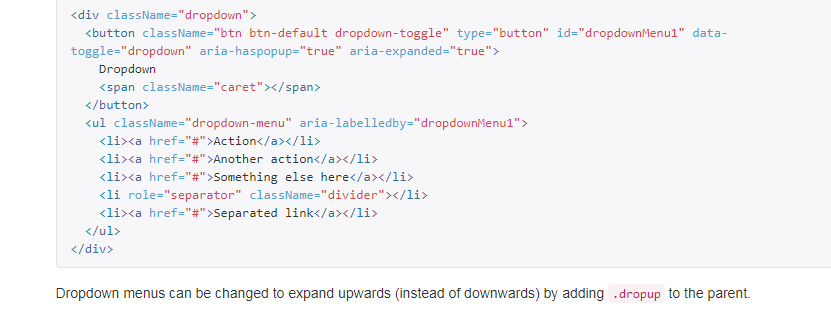 <div className="dropdown">
<button className="btn btn-default dropdown-toggle" type="button" id="dropdownMenu1" data-
toggle="dropdown" aria-haspopup="true" aria-expanded="true">
Dropdown
<span className="caret"></span>
</button>
<ul className="dropdown-menu" aria-labelledby="dropdownMenu1">
<li><a href="#">Action</a></li>
<li><a href="#">Another action</a></li>
<li><a href="#">Something else here</a></li>
<li role="separator" className="divider"></li>
<li><a href="#">Separated link</a></li>
</ul>
</div>
Dropdown menus can be changed to expand upwards (instead of downwards) by adding .dropup to the parent.